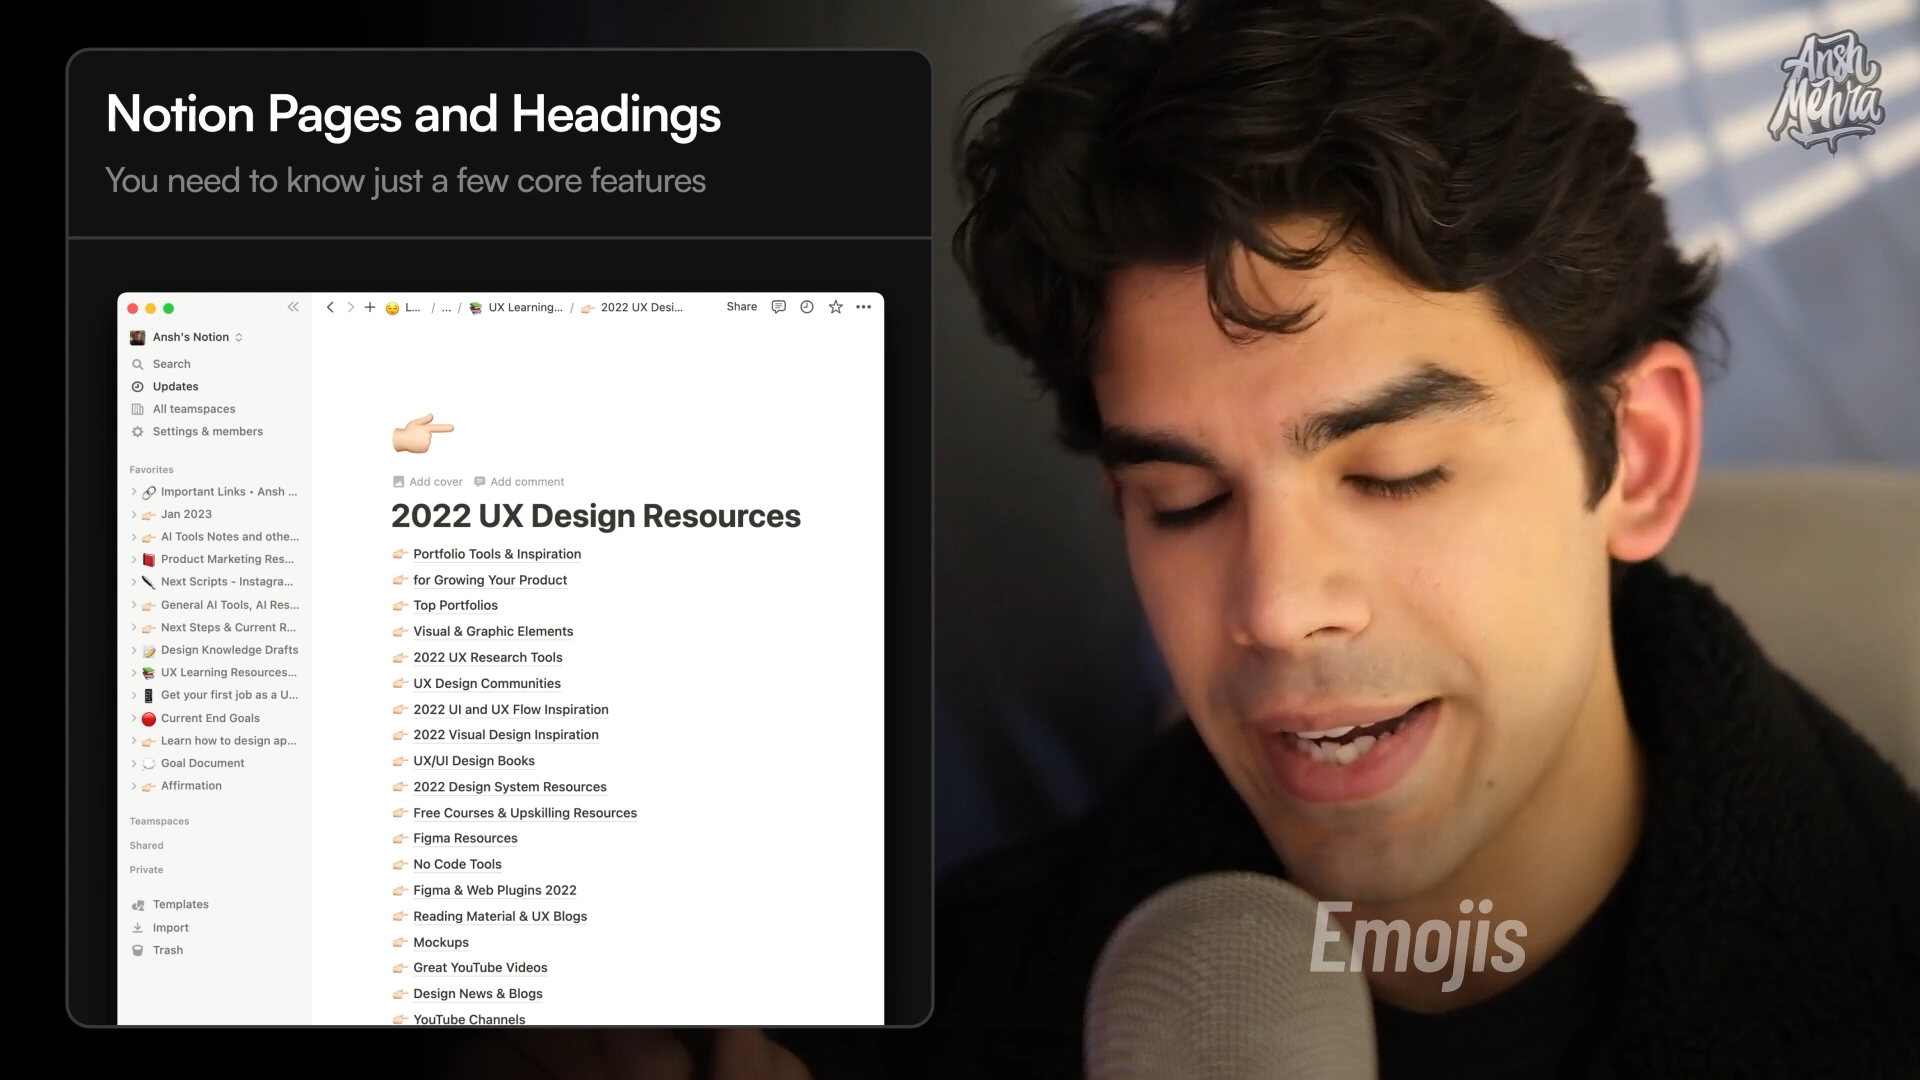 Notion Pages and Headings
You need to know just a few core features
Ansh
Mehra
L... / ... / UX Learning... / 2022 UX Desi...
Share
Ansh's Notion
Search
Updates
All teamspaces
Settings & members
Favorites
Important Links • Ansh ...
Jan 2023
AI Tools Notes and othe...
Product Marketing Res...
Next Scripts - Instagra...
General AI Tools, AI Res...
Next Steps & Current R...
Design Knowledge Drafts
UX Learning Resources...
Get your first job as a U...
Current End Goals
Learn how to design ap...
Goal Document
Affirmation
Teamspaces
Shared
Private
Templates
Import
Trash
Add cover Add comment
2022 UX Design Resources
Portfolio Tools & Inspiration
for Growing Your Product
Top Portfolios
Visual & Graphic Elements
2022 UX Research Tools
UX Design Communities
2022 UI and UX Flow Inspiration
2022 Visual Design Inspiration
UX/UI Design Books
2022 Design System Resources
Free Courses & Upskilling Resources
Figma Resources
No Code Tools
Figma & Web Plugins 2022
Reading Material & UX Blogs
Mockups
Great YouTube Videos
Design News & Blogs
YouTube Channels
Emojis